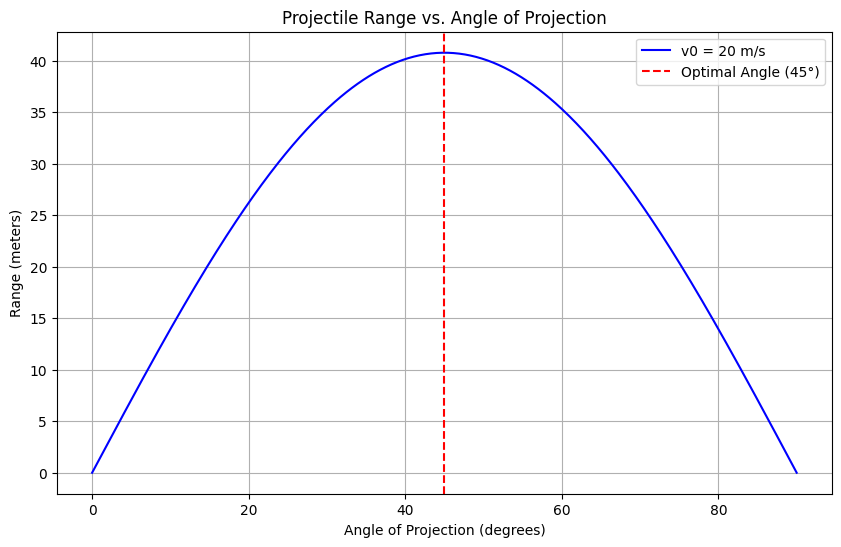 Projectile Range vs. Angle of Projection
v0 = 20 m/s
Optimal Angle (45°)
Range (meters)
40
35
30
25
20
15
10
5
0
0 20 40 60 80
Angle of Projection (degrees)